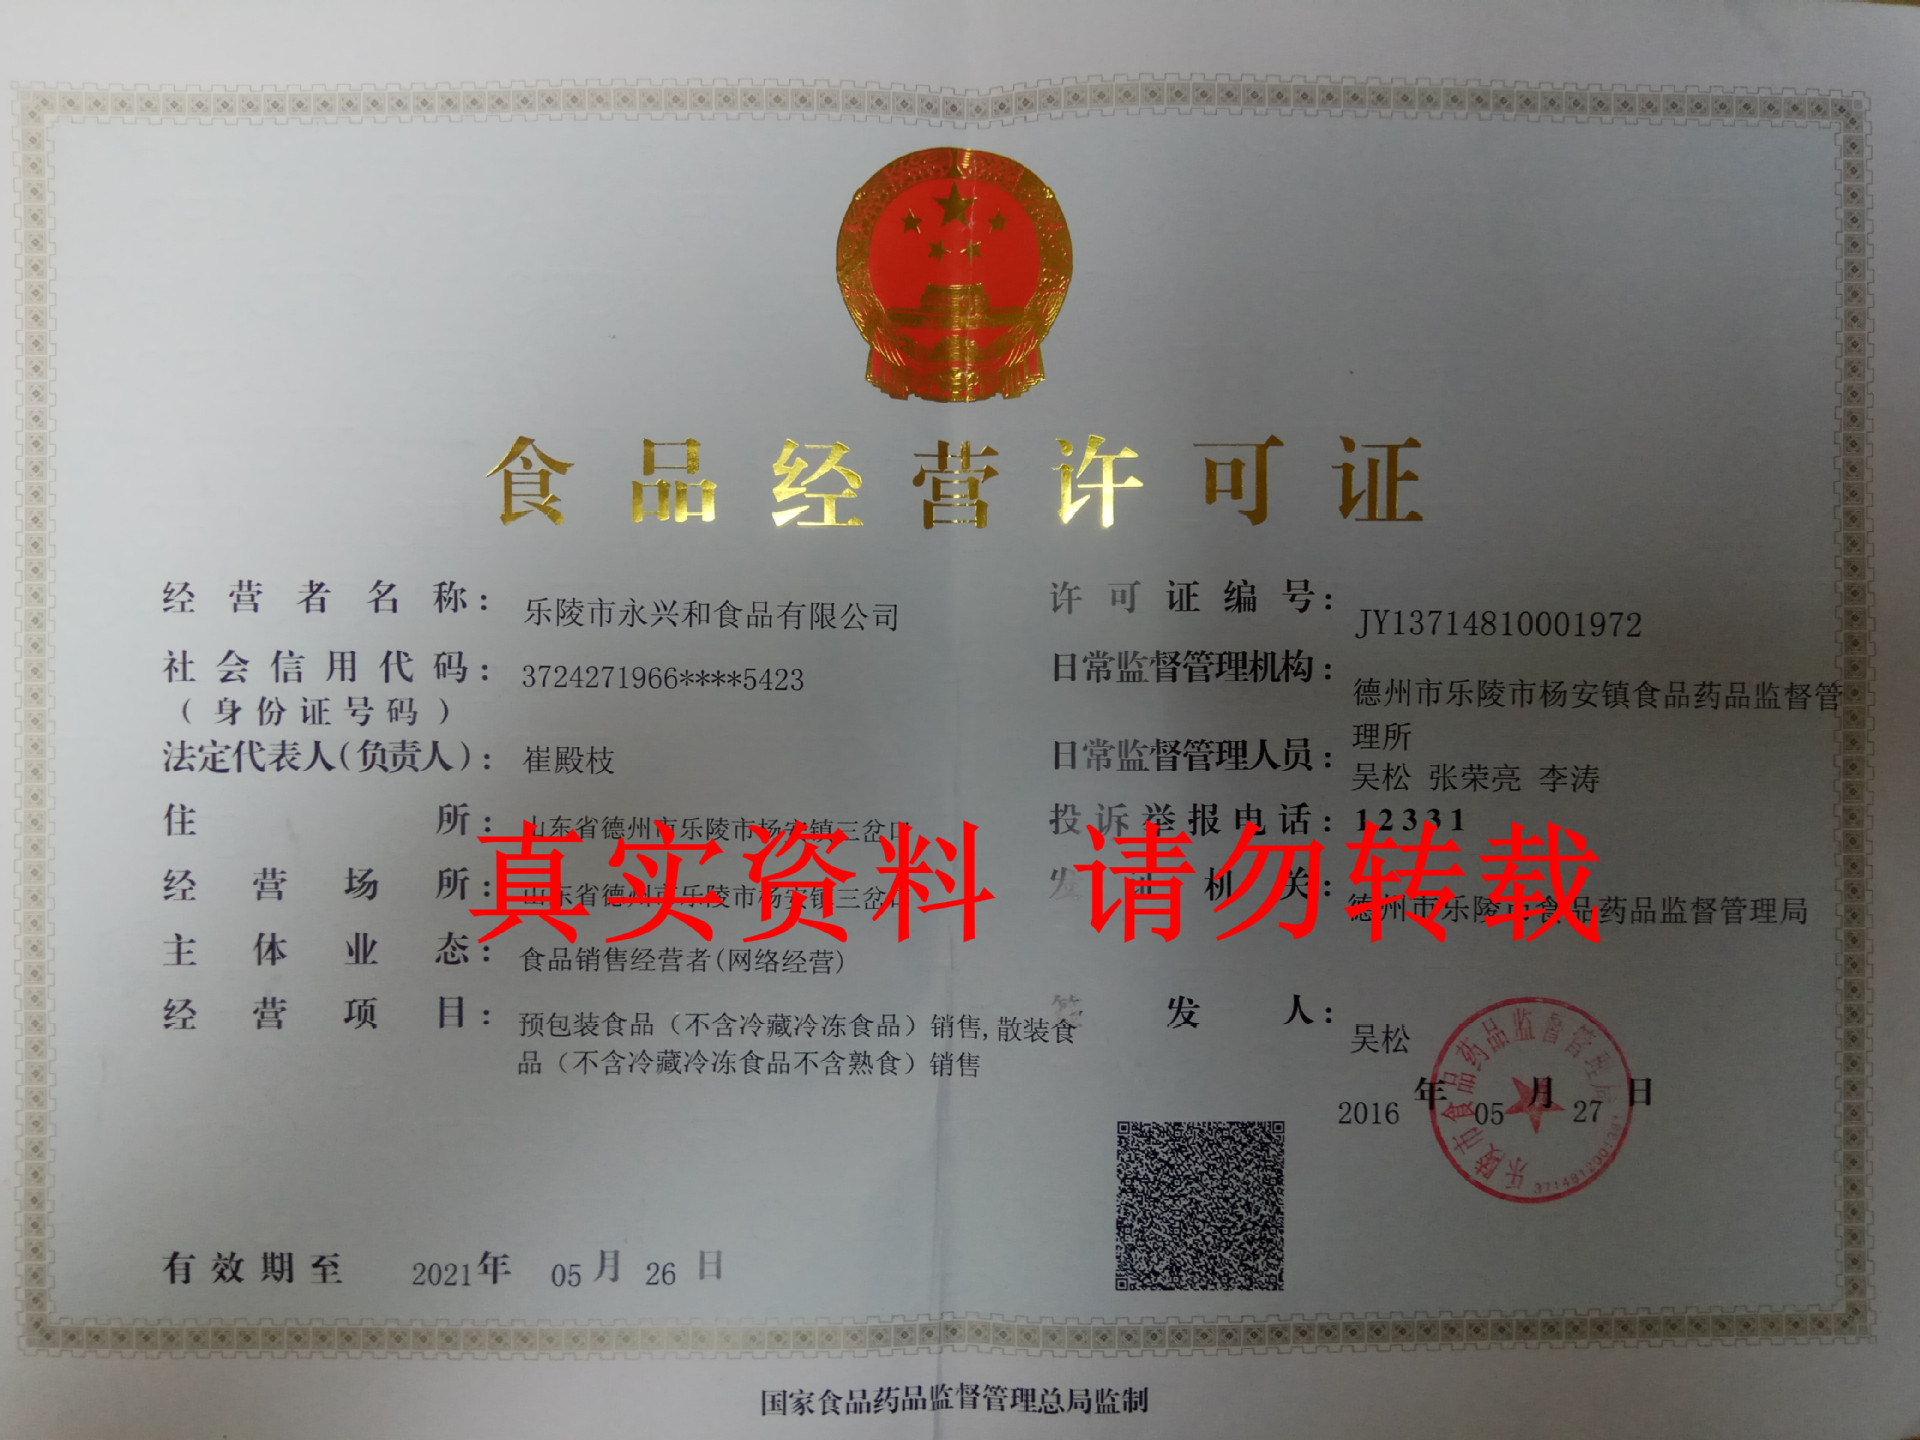 食品经营许可证
经营者名称： 乐陵市永兴和食品有限公司
社会信用代码： 3724271966****5423
（身份证号码）
法定代表人(负责人)： 崔殿枝
住所： 山东省德州市乐陵市杨安镇三岔口
经营场所： 山东省德州市乐陵市杨安镇三岔口
主体业态： 食品销售经营者(网络经营)
经营项目： 预包装食品（不含冷藏冷冻食品）销售,散装食
品（不含冷藏冷冻食品不含熟食）销售
许可证编号： JY13714810001972
日常监督管理机构： 德州市乐陵市杨安镇食品药品监督管
理所
日常监督管理人员： 吴松 张荣亮 李涛
投诉举报电话：12331
发证机关： 德州市乐陵市食品药品监督管理局
签发人： 吴松
2016年05月27日
乐陵市食品药品监督管理局
有效期至 2021年05月26日
国家食品药品监督管理总局监制
真实资料 请勿转载